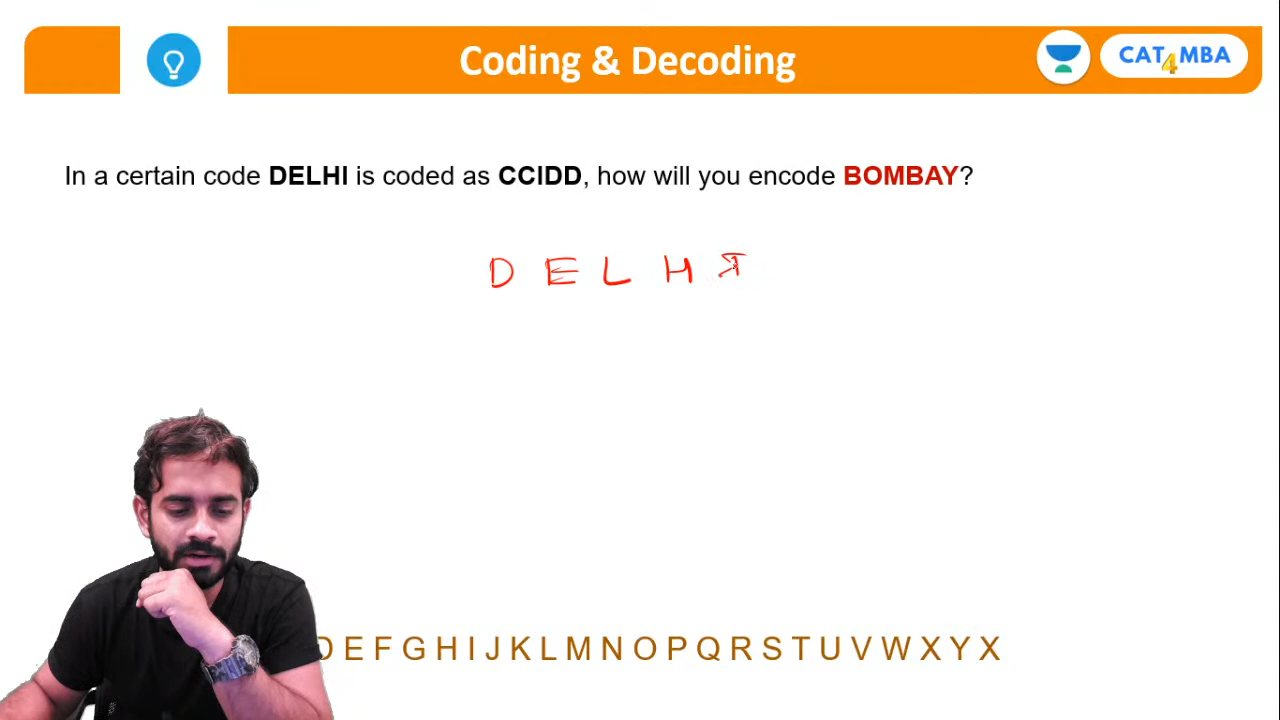 Coding & Decoding
CAT4MBA
In a certain code DELHI is coded as CCIDD, how will you encode BOMBAY?
D E L H I
D E F G H I J K L M N O P Q R S T U V W X Y X